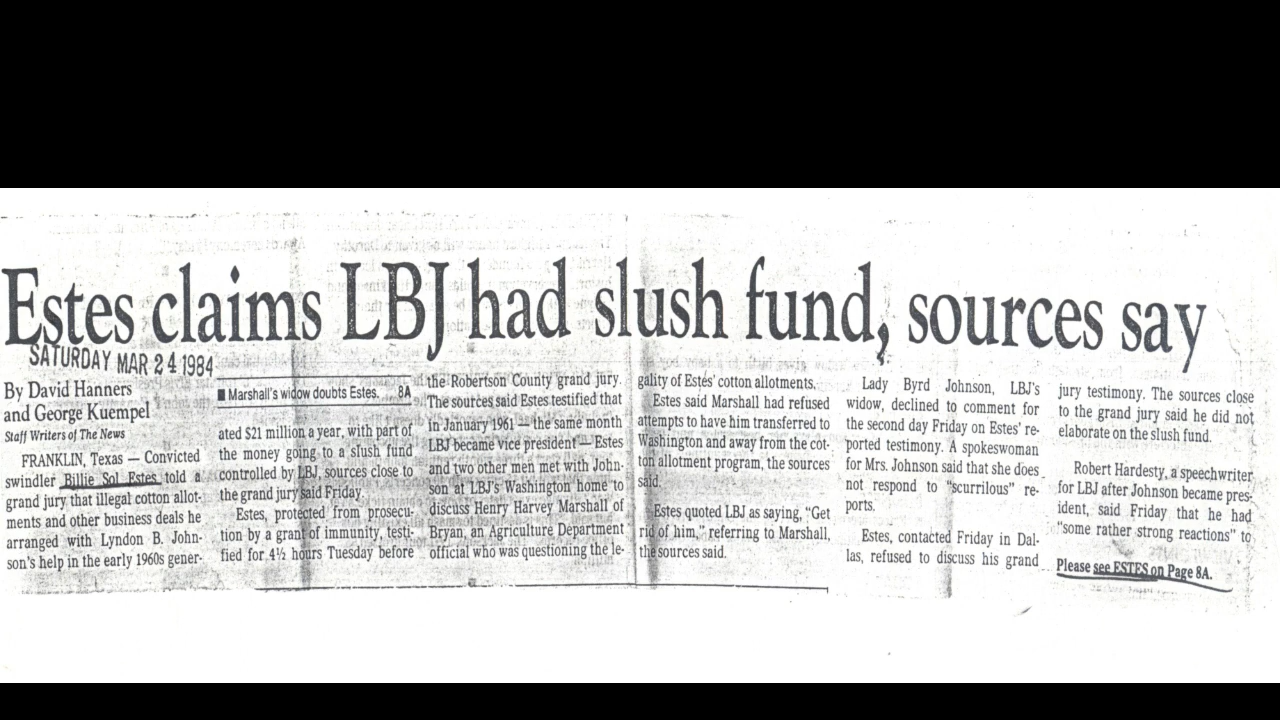 Estes claims LBJ had slush fund, sources say
SATURDAY MAR 24 1984
By David Hanners
and George Kuempel
Staff Writers of The News
FRANKLIN, Texas — Convicted
swindler Billie Sol Estes told a
grand jury that illegal cotton allot-
ments and other business deals he
arranged with Lyndon B. John-
son's help in the early 1960s gener-
■ Marshall's widow doubts Estes. 8A
ated $21 million a year, with part of
the money going to a slush fund
controlled by LBJ, sources close to
the grand jury said Friday.
Estes, protected from prosecu-
tion by a grant of immunity, testi-
fied for 4½ hours Tuesday before
the Robertson County grand jury.
The sources said Estes testified that
in January 1961 — the same month
LBJ became vice president — Estes
and two other men met with John-
son at LBJ's Washington home to
discuss Henry Harvey Marshall of
Bryan, an Agriculture Department
official who was questioning the le-
gality of Estes' cotton allotments.
Estes said Marshall had refused
attempts to have him transferred to
Washington and away from the cot-
ton allotment program, the sources
said.
Estes quoted LBJ as saying, "Get
rid of him," referring to Marshall,
the sources said.
Lady Byrd Johnson, LBJ's
widow, declined to comment for
the second day Friday on Estes' re-
ported testimony. A spokeswoman
for Mrs. Johnson said that she does
not respond to "scurrilous" re-
ports.
Estes, contacted Friday in Dal-
las, refused to discuss his grand
jury testimony. The sources close
to the grand jury said he did not
elaborate on the slush fund.
Robert Hardesty, a speechwriter
for LBJ after Johnson became pres-
ident, said Friday that he had
"some rather strong reactions" to
Please see ESTES on Page 8A.